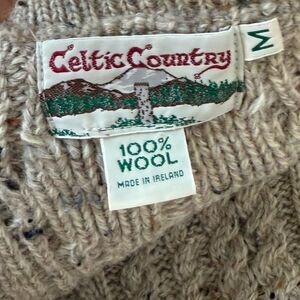 Celtic Country
M
100%
WOOL
MADE IN IRELAND